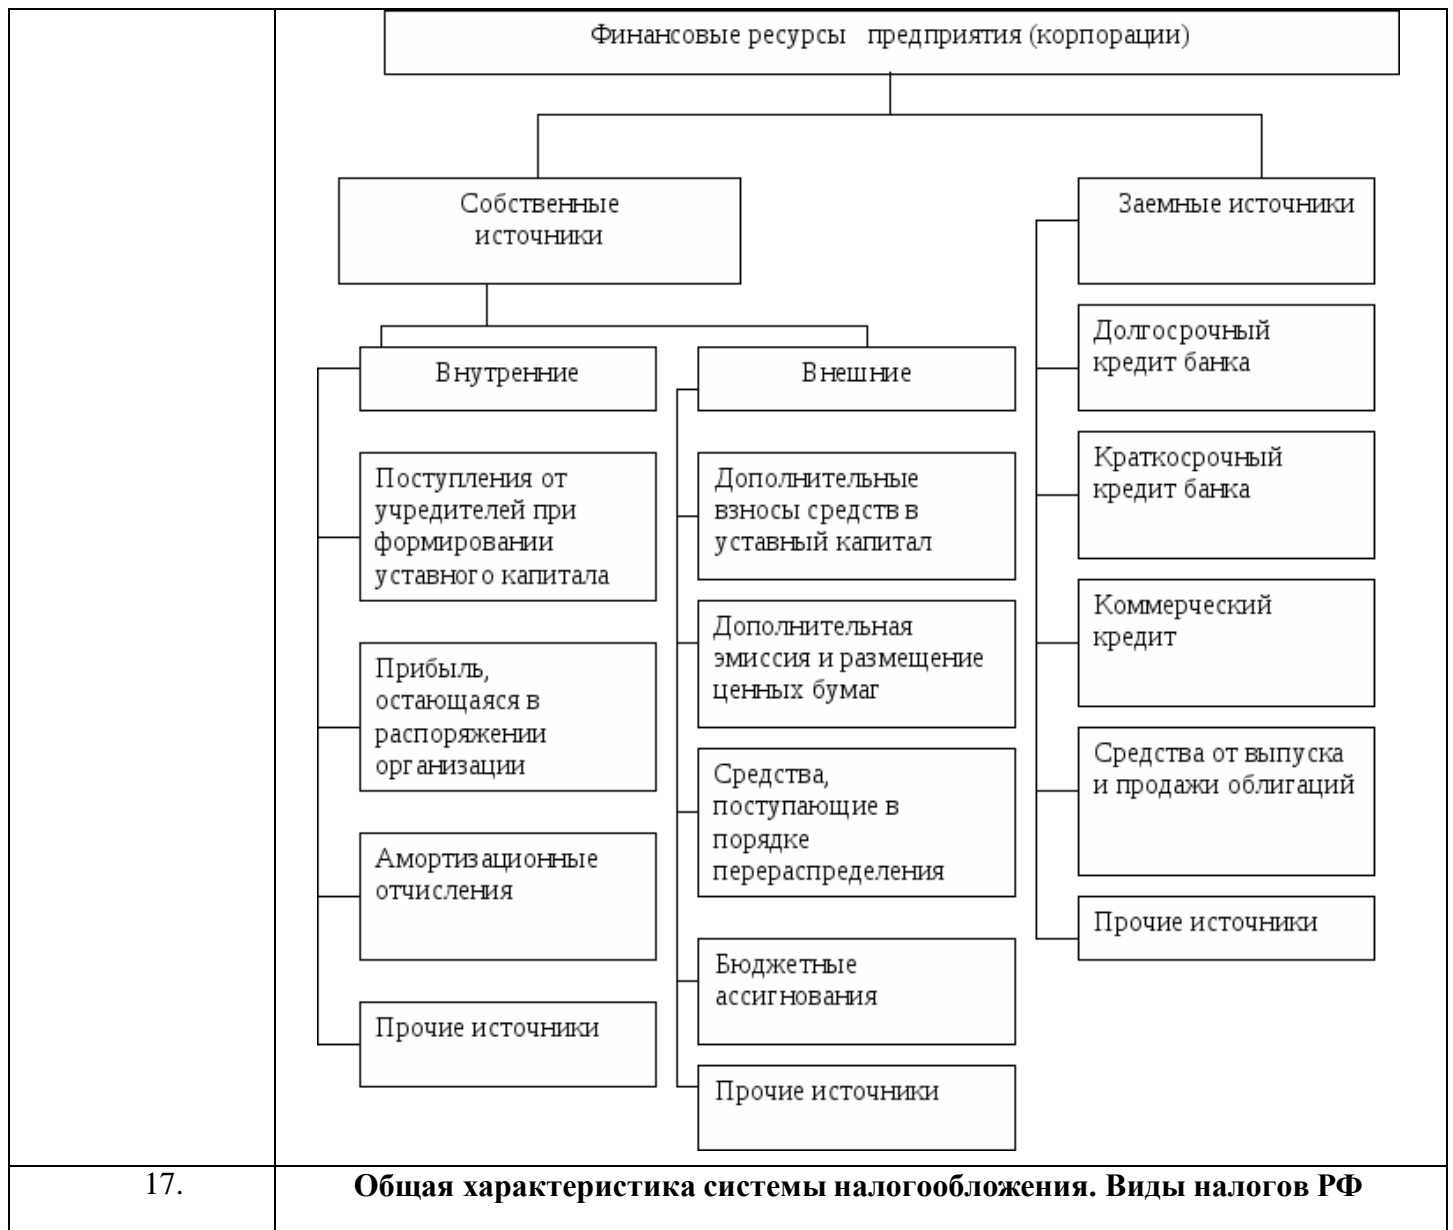 Финансовые ресурсы предприятия (корпорации)
Собственные
источники
Внутренние
Поступления от
учредителей при
формировании
уставного капитала
Прибыль,
остающаяся в
распоряжении
организации
Амортизационные
отчисления
Прочие источники
Внешние
Дополнительные
взносы средств в
уставный капитал
Дополнительная
эмиссия и размещение
ценных бумаг
Средства,
поступающие в
порядке
перераспределения
Бюджетные
ассигнования
Прочие источники
Заемные источники
Долгосрочный
кредит банка
Краткосрочный
кредит банка
Коммерческий
кредит
Средства от выпуска
и продажи облигаций
Прочие источники
17. Общая характеристика системы налогообложения. Виды налогов РФ